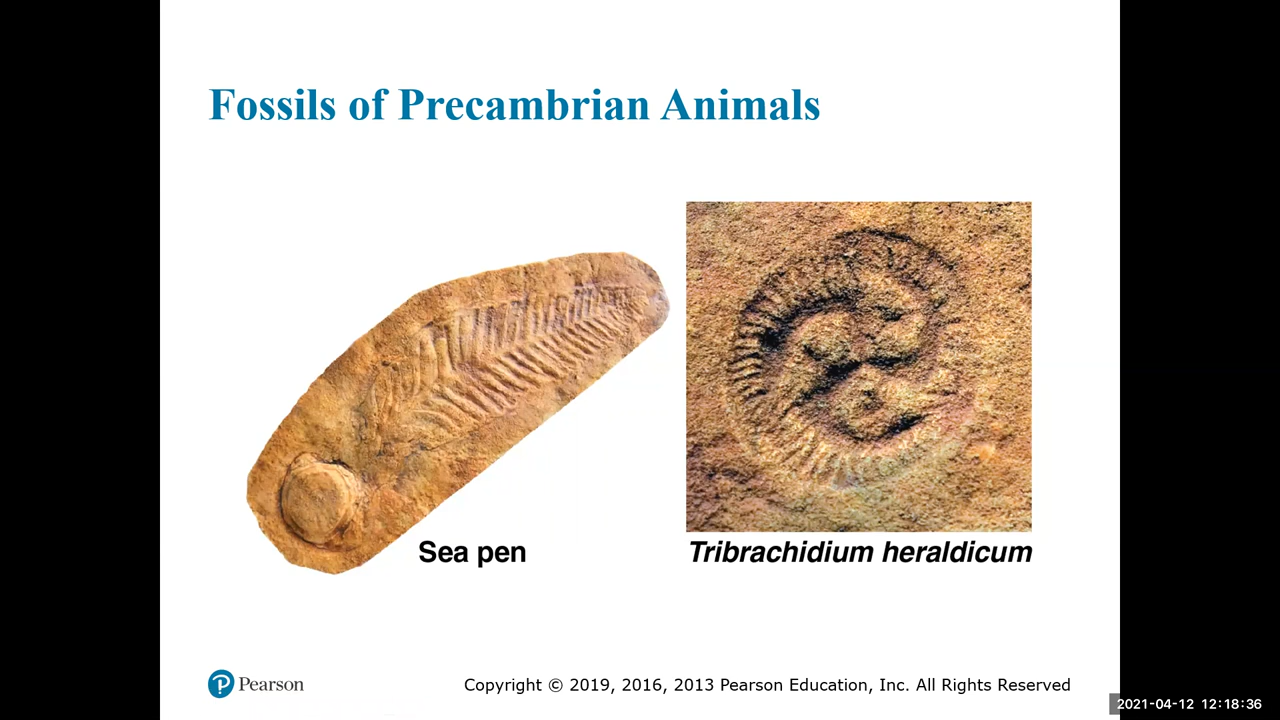 Fossils of Precambrian Animals
Sea pen
Tribrachidium heraldicum
Pearson
Copyright © 2019, 2016, 2013 Pearson Education, Inc. All Rights Reserved
2021-04-12 12:18:36